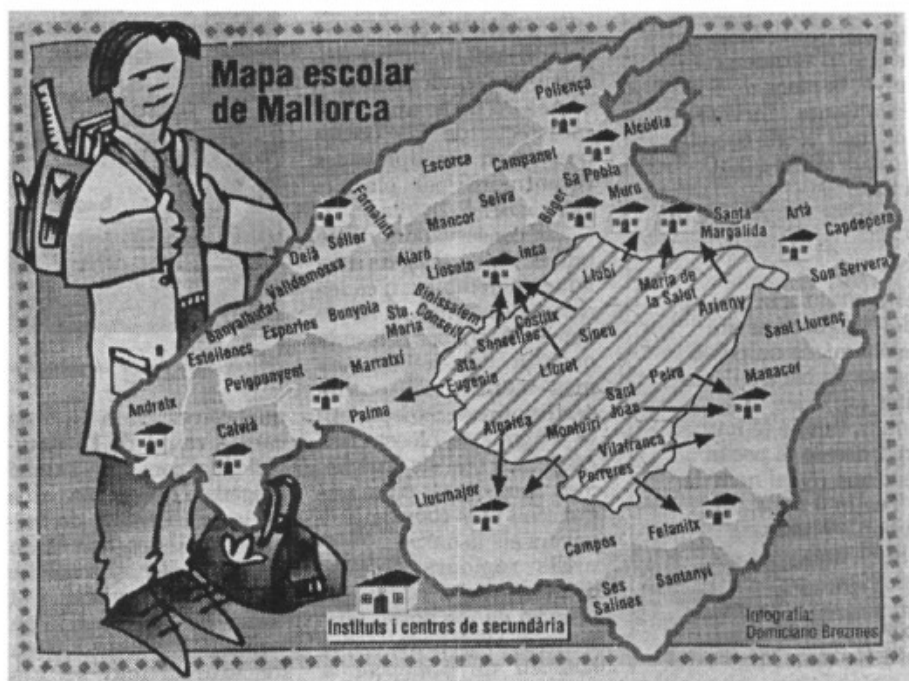 Mapa escolar
de Mallorca
Pollença
Alcúdia
Escorca
Campanet
Sa Pobla
Selva
Búger
Muro
Fornalutx
Mancor
Santa
Margalida
Artà
Capdepera
Sóller
Deià
Alaró
Lloseta
Inca
Llubí
Maria de
la Salut
Son Servera
Valldemossa
Binissalem
Ariany
Banyalbufar
Bunyola
Sta.
Maria
Consell
Costitx
Sencelles
Sineu
Sant Llorenç
Estellencs
Esporles
Marratxí
Sta.
Eugenia
Lloret
Puigpunyent
Sant
Joan
Petra
Manacor
Andratx
Palma
Calvià
Algaida
Montuïri
Vilafranca
Porreres
Llucmajor
Felanitx
Campos
Ses
Salines
Santanyí
Instituts i centres de secundària
Infografia:
Domiciano Brezmes